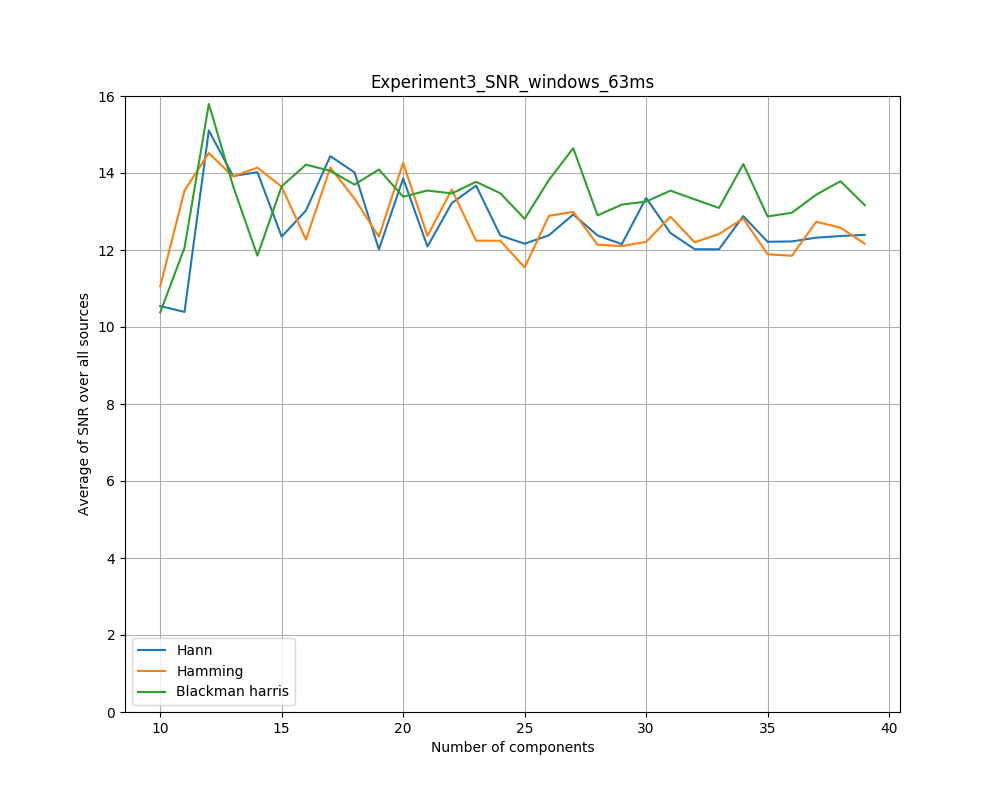 Experiment3_SNR_windows_63ms
16
14
12
10
8
6
4
2
0
Average of SNR over all sources
Hann
Hamming
Blackman harris
10 15 20 25 30 35 40
Number of components